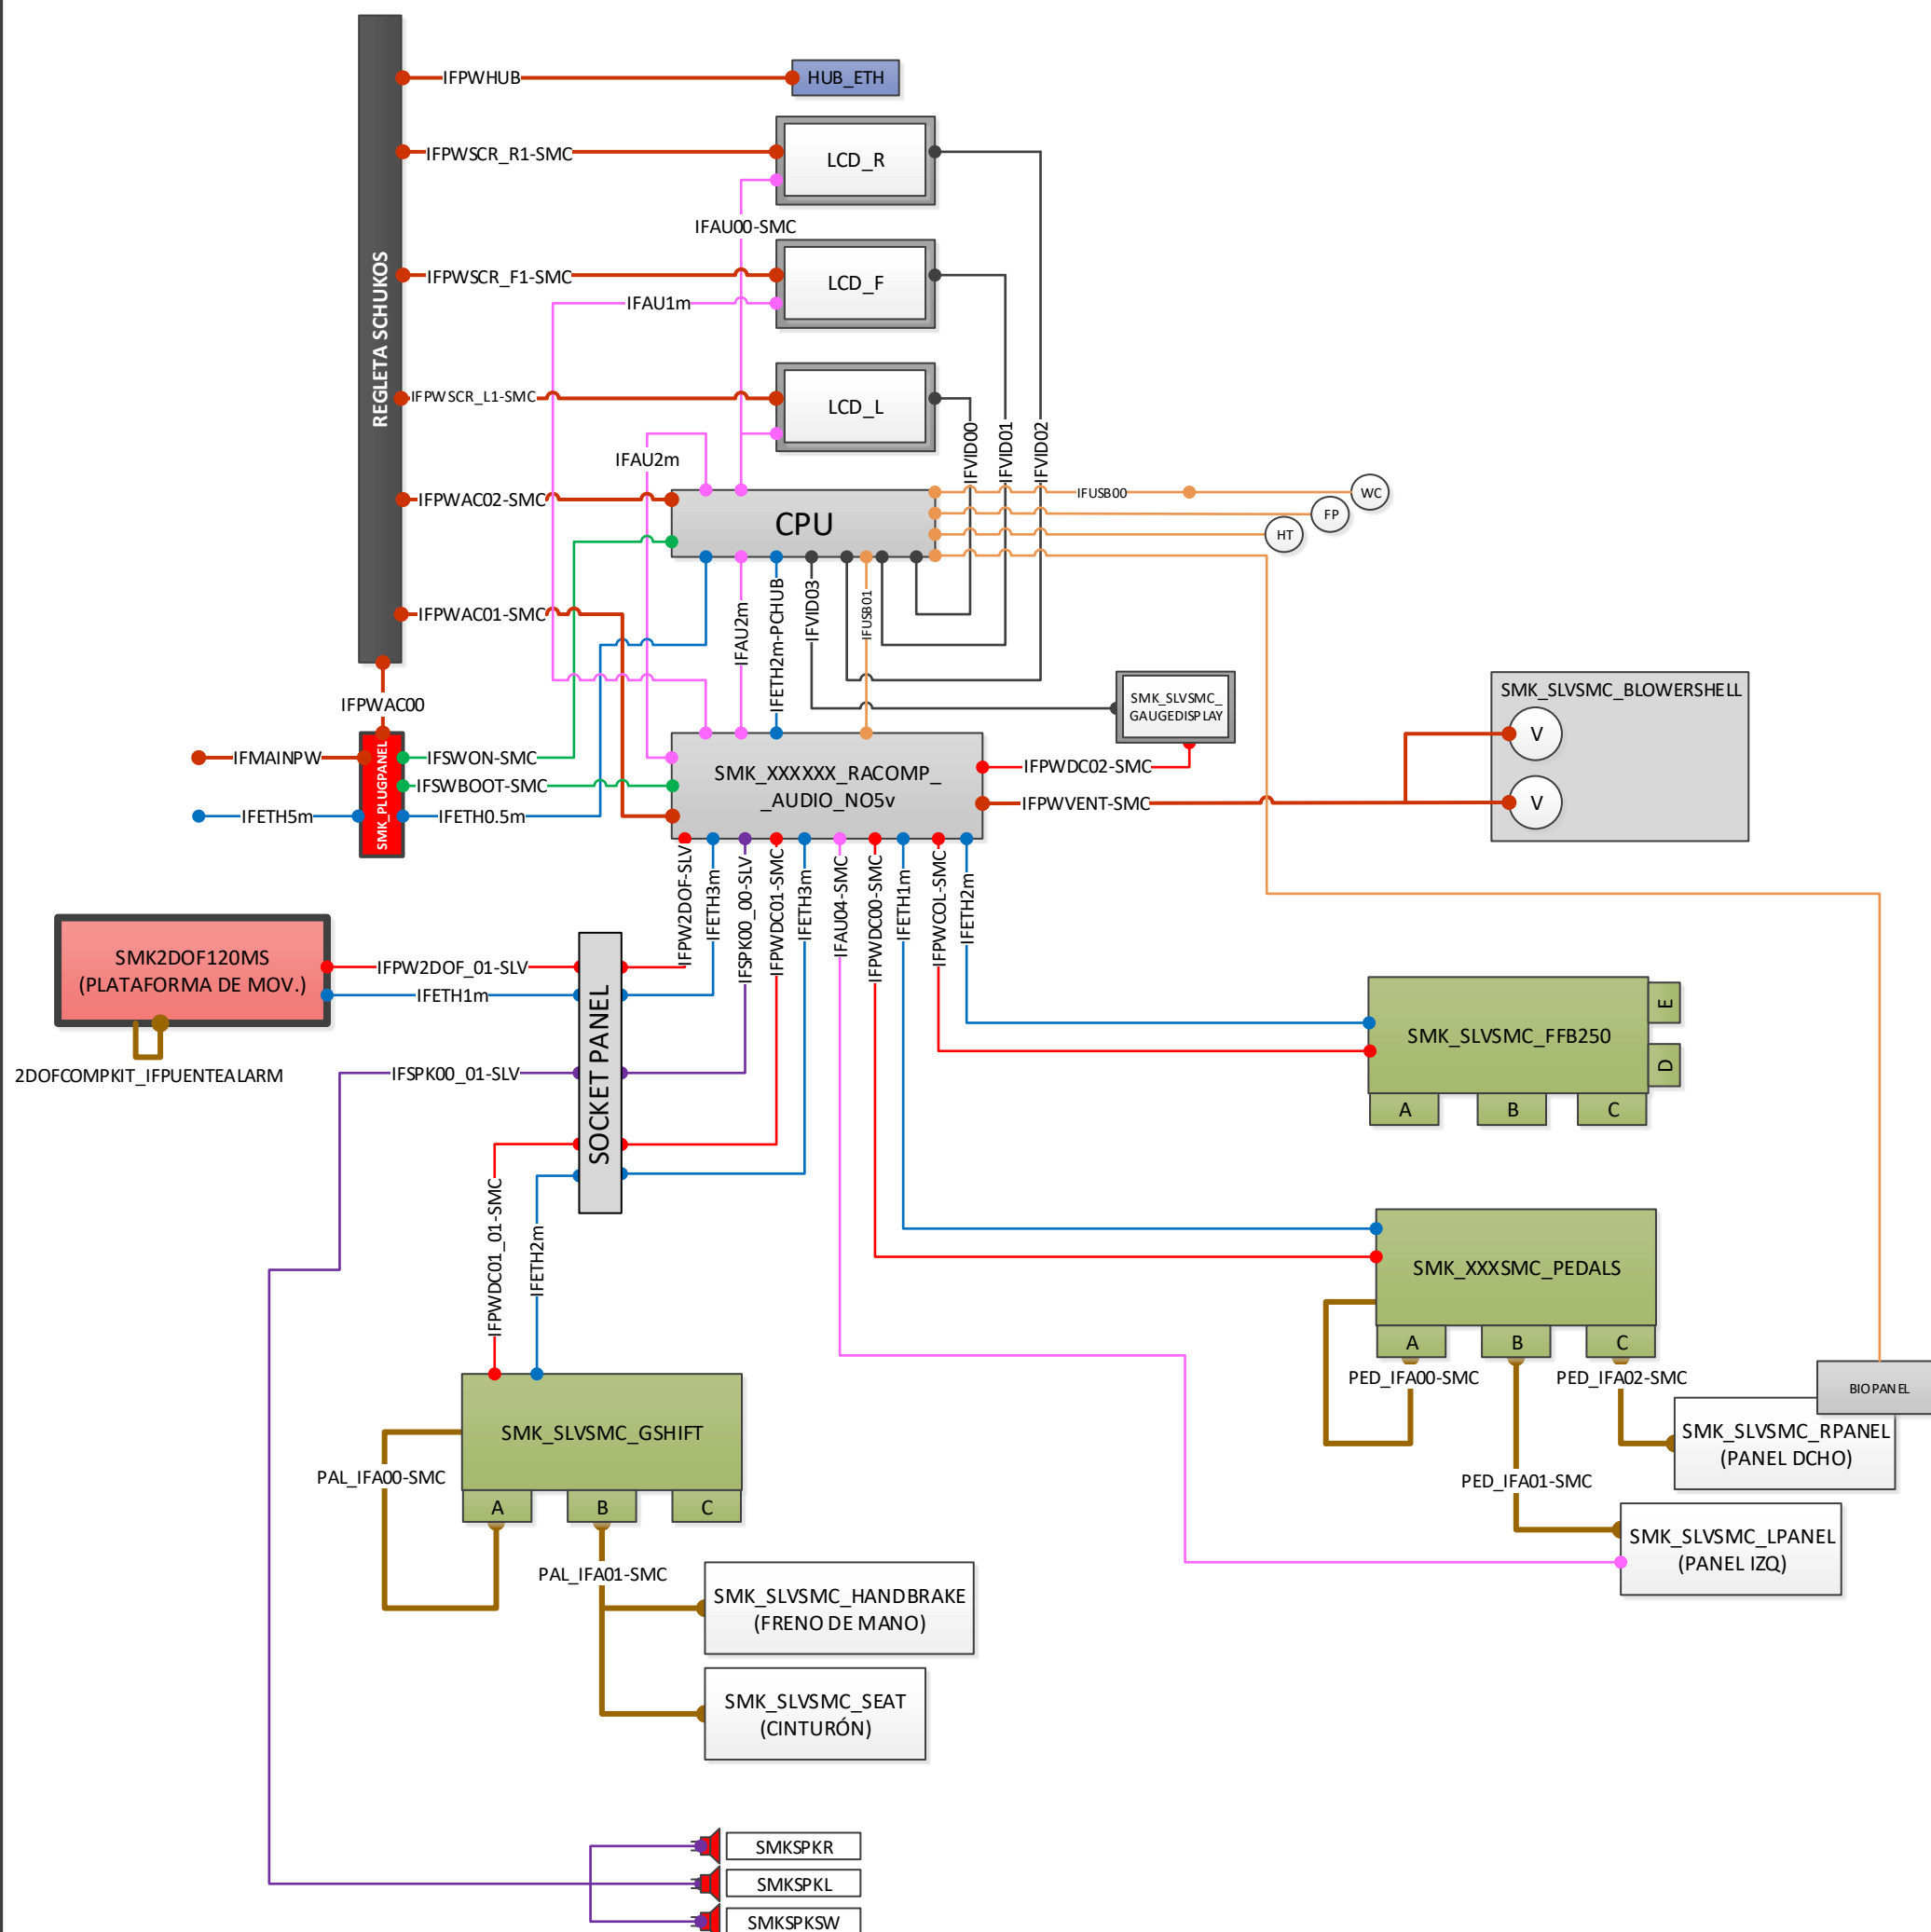 IFPWHUB
HUB_ETH
IFPWSCR_R1-SMC
LCD_R
IFAU00-SMC
REGLETA SCHUKOS
IFPWSCR_F1-SMC
LCD_F
IFAU1m
IFPWSCR_L1-SMC
LCD_L
IFVID00
IFVID01
IFVID02
IFAU2m
IFPWAC02-SMC
CPU
IFUSB00
WC
FP
HT
IFPWAC01-SMC
IFAU2m
IFETH2m-PCHUB
IFVID03
IFUSB01
IFPWAC00
SMK_SLVSMC_
GAUGEDISPLAY
SMK_SLVSMC_BLOWERSHELL
V
V
IFMAINPW
SMK_PLUGPANEL
IFSWON-SMC
IFSWBOOT-SMC
IFETH5m
IFETH0.5m
SMK_XXXXXX_RACOMP_
_AUDIO_NO5v
IFPWDC02-SMC
IFPWVENT-SMC
IFPW2DOF-SLV
IFETH3m
IFSPK00_00-SLV
IFPWDC01-SMC
IFETH3m
IFAU04-SMC
IFPWDC00-SMC
IFETH1m
IFPWCOL-SMC
IFETH2m
SMK2DOF120MS
(PLATAFORMA DE MOV.)
IFPW2DOF_01-SLV
IFETH1m
SOCKET PANEL
2DOFCOMPKIT_IFPUENTEALARM
IFSPK00_01-SLV
SMK_SLVSMC_FFB250
E
D
A
B
C
IFPWDC01_01-SMC
IFETH2m
SMK_XXXSMC_PEDALS
A
B
C
PED_IFA00-SMC
PED_IFA02-SMC
BIOPANEL
SMK_SLVSMC_RPANEL
(PANEL DCHO)
PED_IFA01-SMC
SMK_SLVSMC_LPANEL
(PANEL IZQ)
SMK_SLVSMC_GSHIFT
PAL_IFA00-SMC
A
B
C
PAL_IFA01-SMC
SMK_SLVSMC_HANDBRAKE
(FRENO DE MANO)
SMK_SLVSMC_SEAT
(CINTURÓN)
SMKSPKR
SMKSPKL
SMKSPKSW